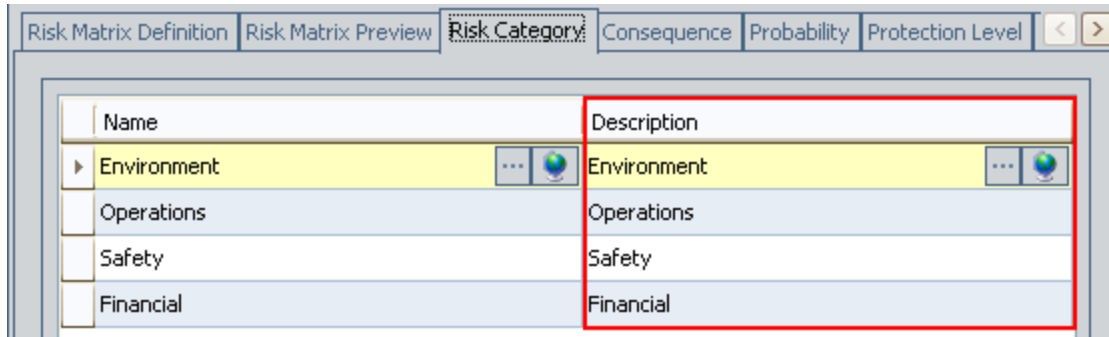 Risk Matrix Definition Risk Matrix Preview Risk Category Consequence Probability Protection Level
Name Description
Environment ... Environment ...
Operations Operations
Safety Safety
Financial Financial